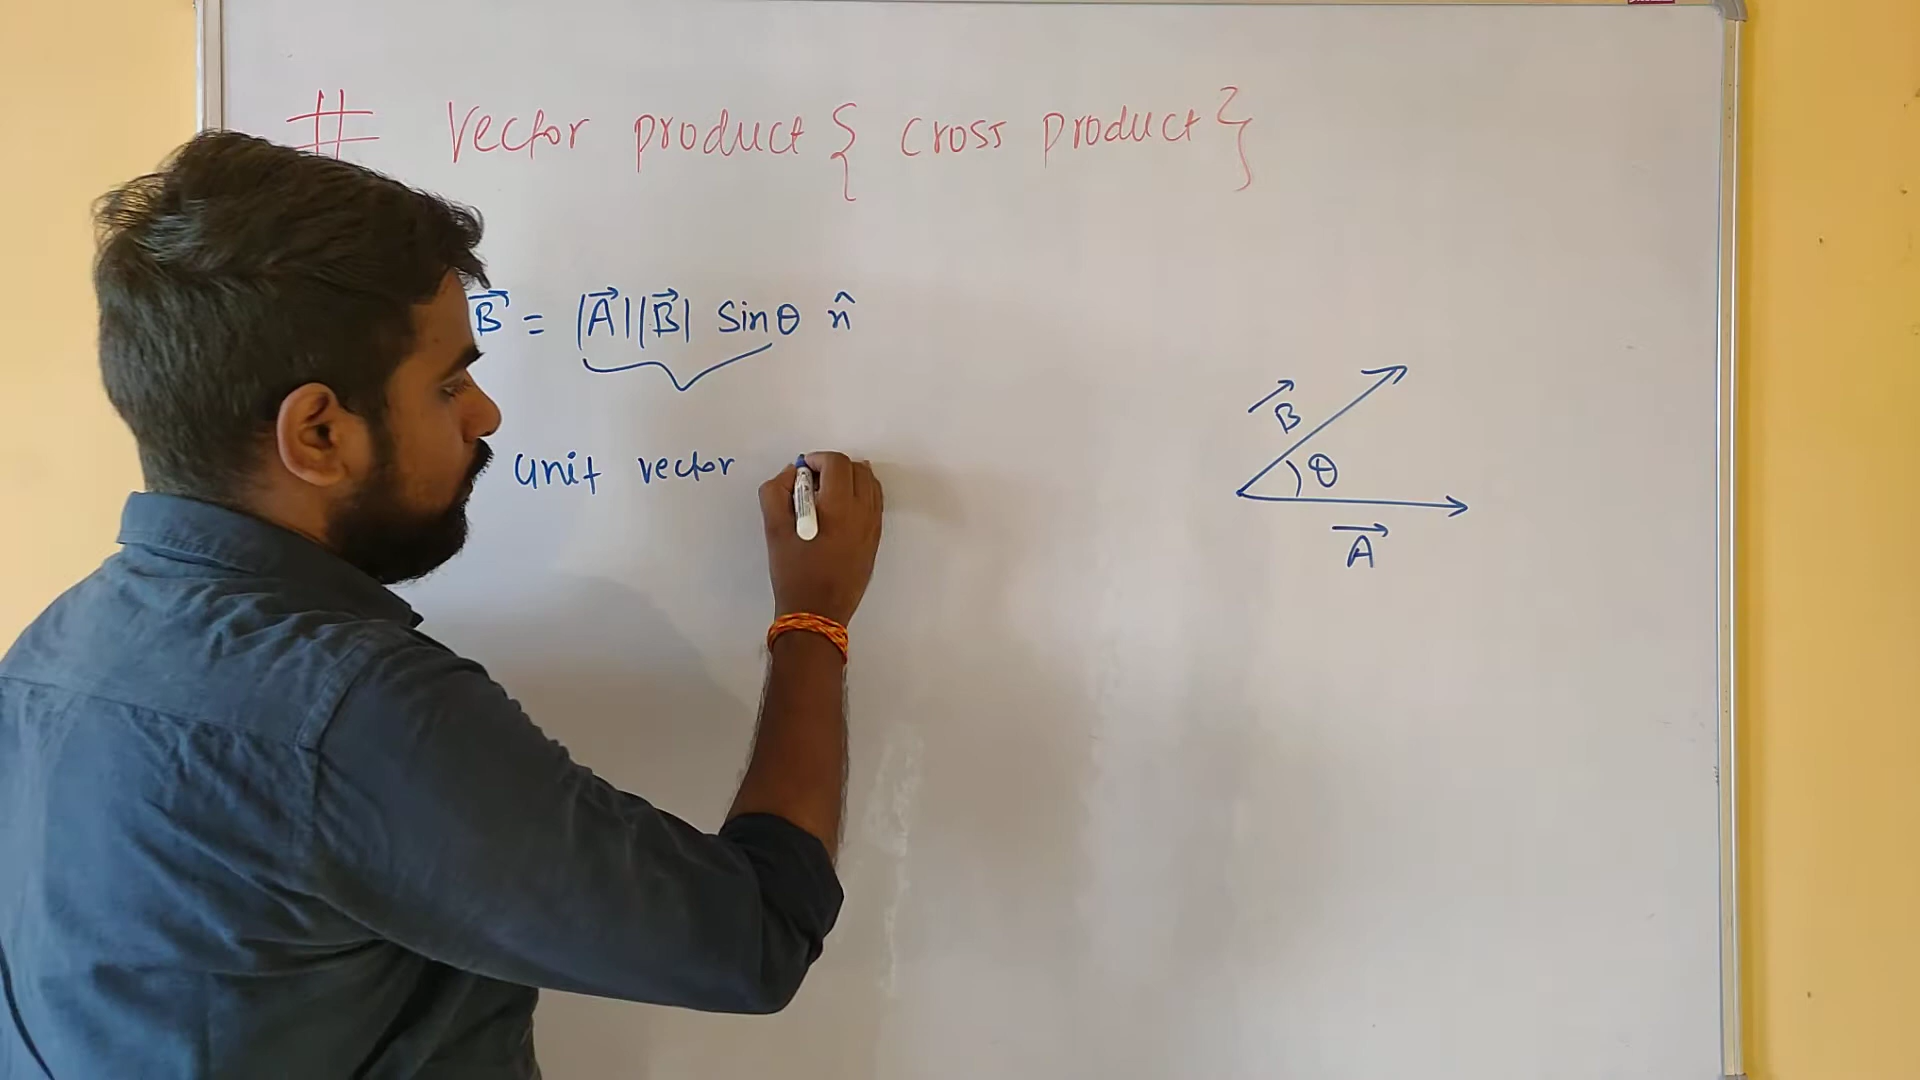 # Vector product { cross product }
B⃗ = |A⃗||B⃗| Sinθ n̂
B⃗
unit vector
θ
A⃗